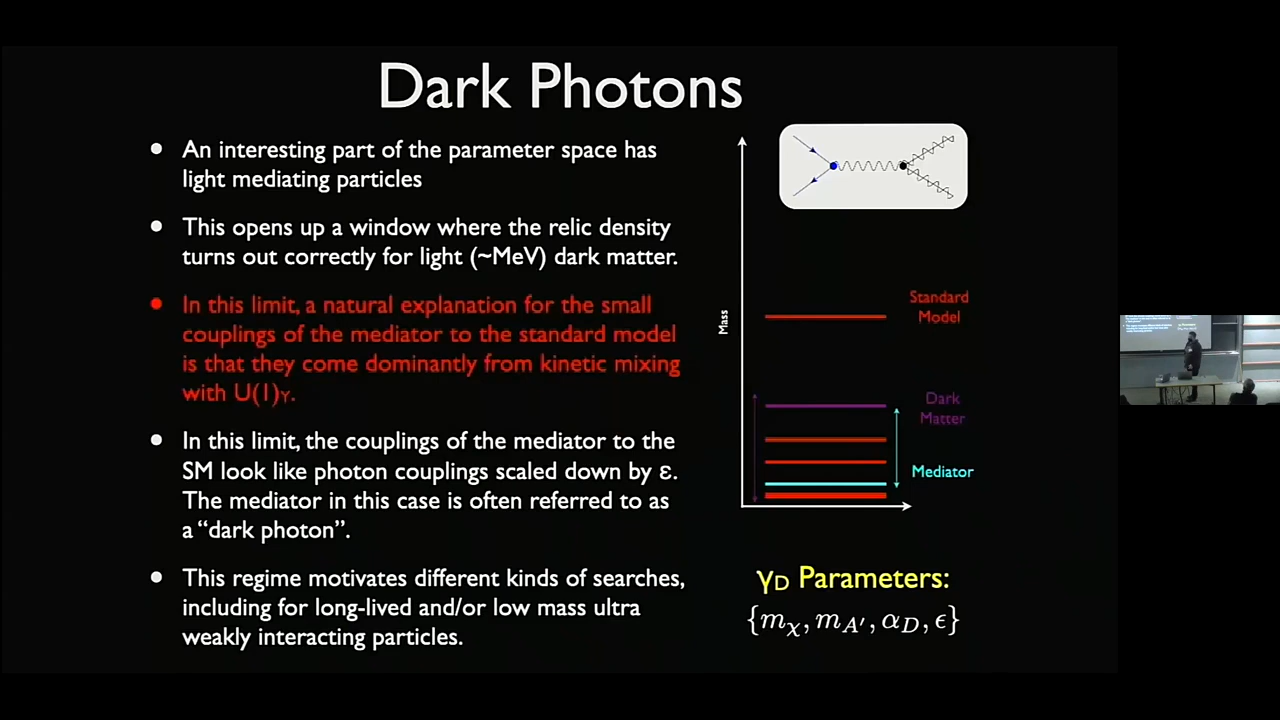 Dark Photons
• An interesting part of the parameter space has
light mediating particles
• This opens up a window where the relic density
turns out correctly for light (~MeV) dark matter.
• In this limit, a natural explanation for the small
couplings of the mediator to the standard model
is that they come dominantly from kinetic mixing
with U(1)Y.
• In this limit, the couplings of the mediator to the
SM look like photon couplings scaled down by ε.
The mediator in this case is often referred to as
a “dark photon”.
• This regime motivates different kinds of searches,
including for long-lived and/or low mass ultra
weakly interacting particles.
Mass
Standard
Model
Dark
Matter
Mediator
γD Parameters:
{mχ, mA′, αD, ϵ}